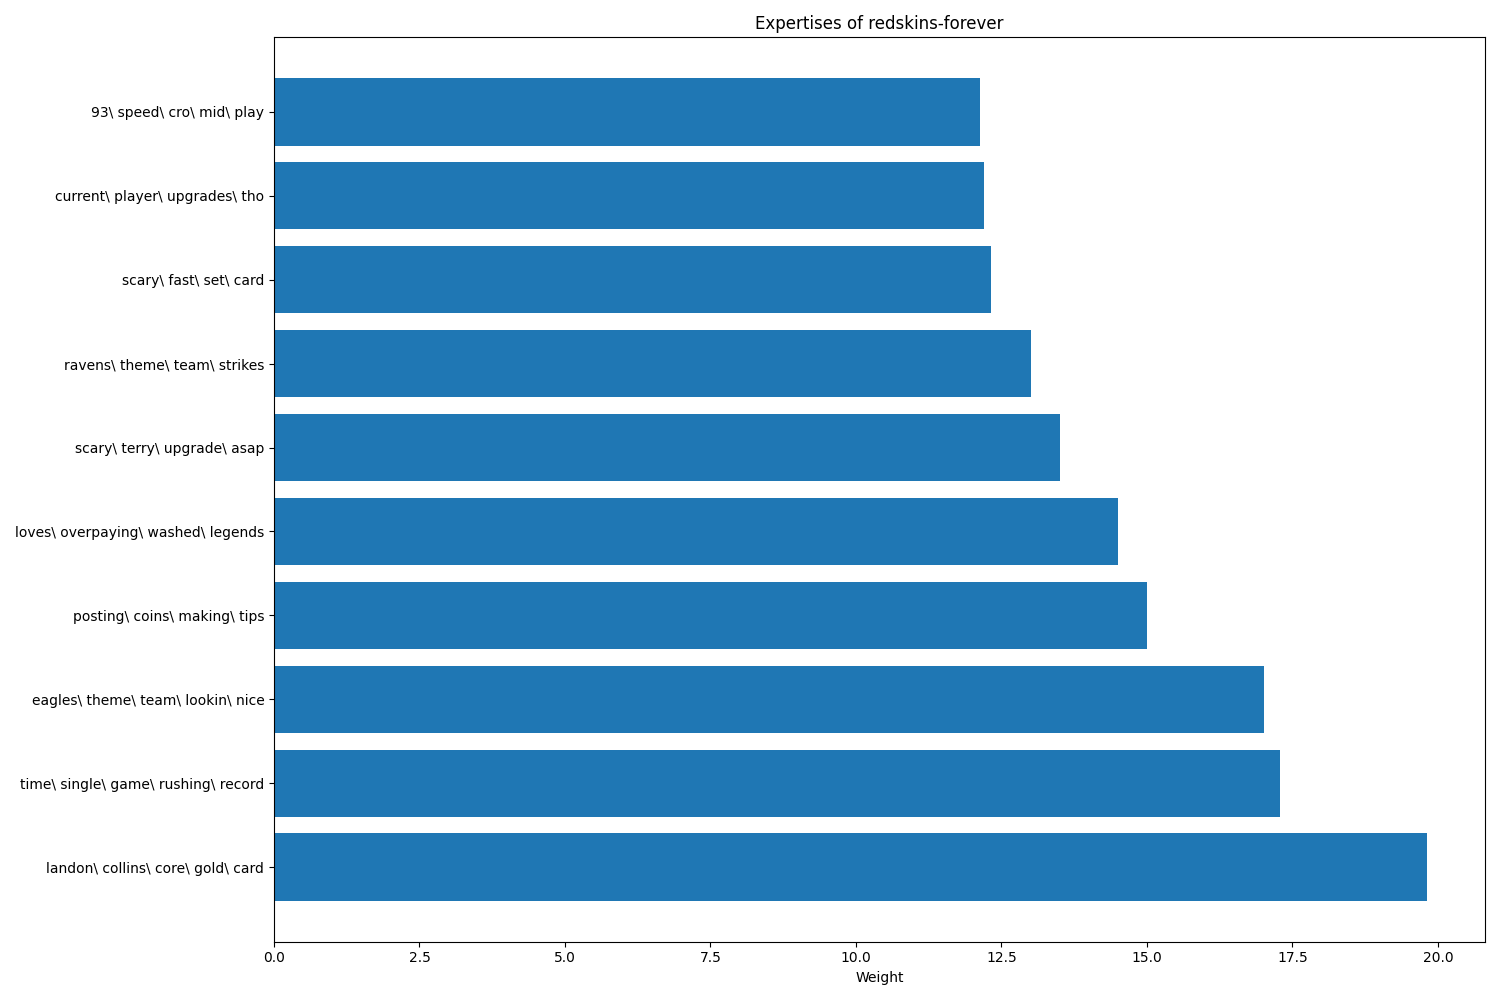 Expertises of redskins-forever
93\ speed\ cro\ mid\ play
current\ player\ upgrades\ tho
scary\ fast\ set\ card
ravens\ theme\ team\ strikes
scary\ terry\ upgrade\ asap
loves\ overpaying\ washed\ legends
posting\ coins\ making\ tips
eagles\ theme\ team\ lookin\ nice
time\ single\ game\ rushing\ record
landon\ collins\ core\ gold\ card
0.0 2.5 5.0 7.5 10.0 12.5 15.0 17.5 20.0
Weight